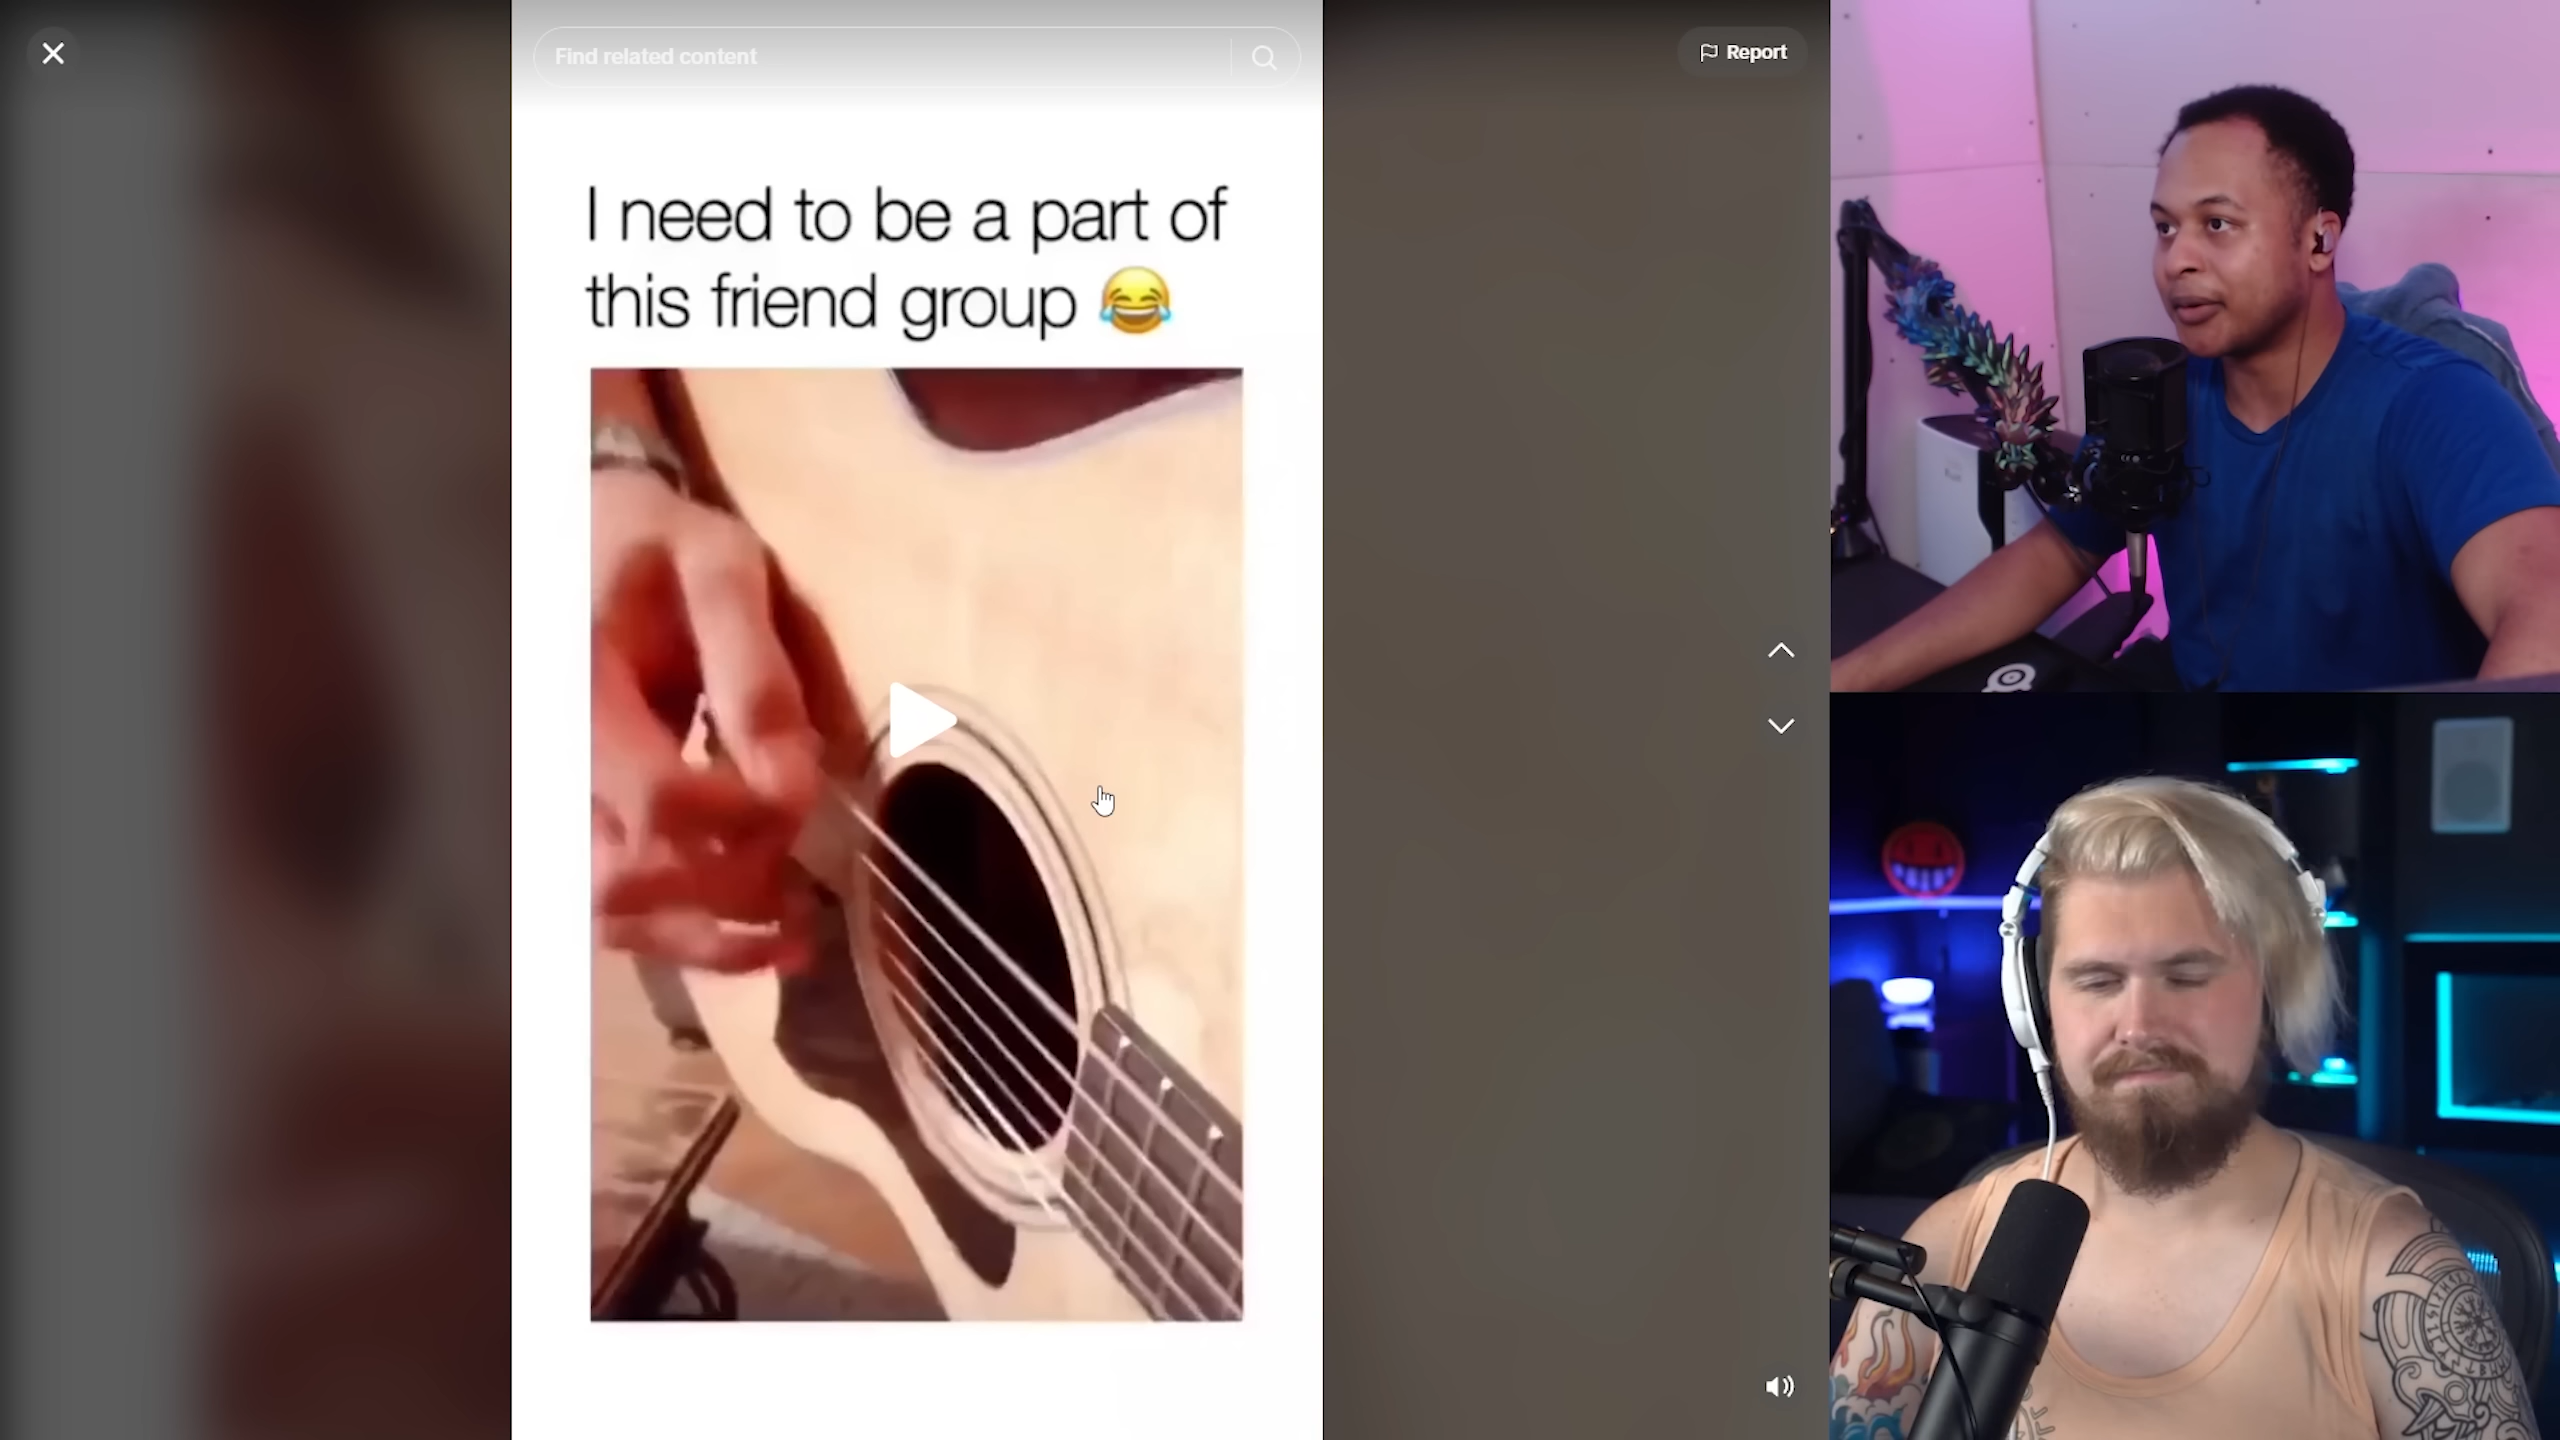 Find related content
Report
I need to be a part of
this friend group 😂